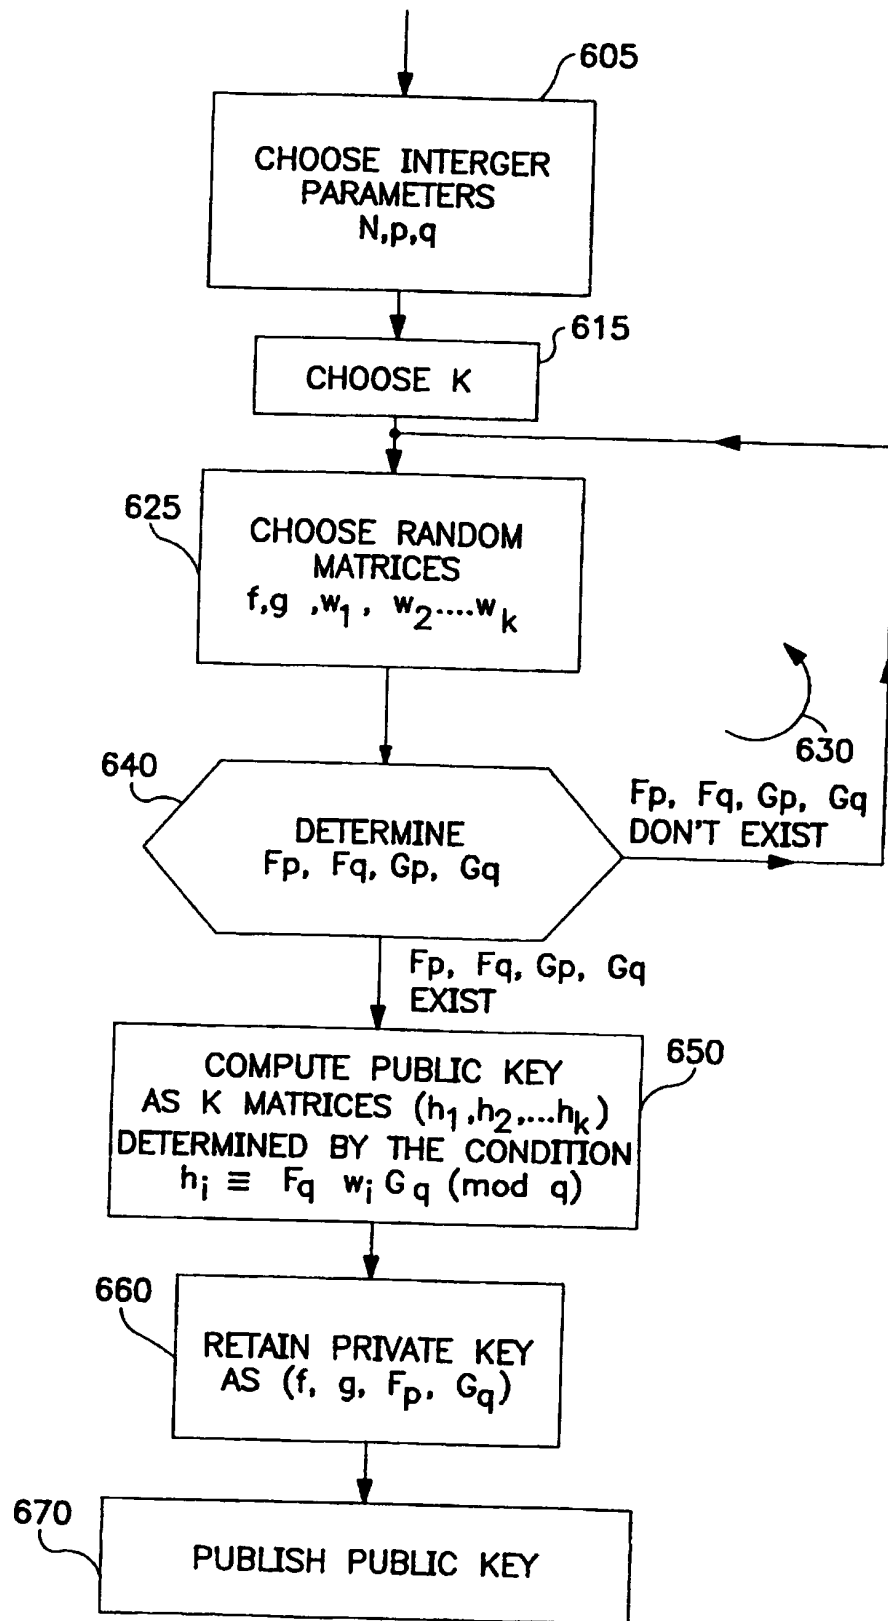 605
CHOOSE INTERGER
PARAMETERS
N,p,q
615
CHOOSE K
625
CHOOSE RANDOM
MATRICES
f,g ,w₁, w₂....wₖ
630
640
DETERMINE
Fp, Fq, Gp, Gq
Fp, Fq, Gp, Gq
DON'T EXIST
Fp, Fq, Gp, Gq
EXIST
650
COMPUTE PUBLIC KEY
AS K MATRICES (h₁,h₂,...hₖ)
DETERMINED BY THE CONDITION
hᵢ ≡ Fq wᵢ Gq (mod q)
660
RETAIN PRIVATE KEY
AS (f, g, Fp, Gq)
670
PUBLISH PUBLIC KEY